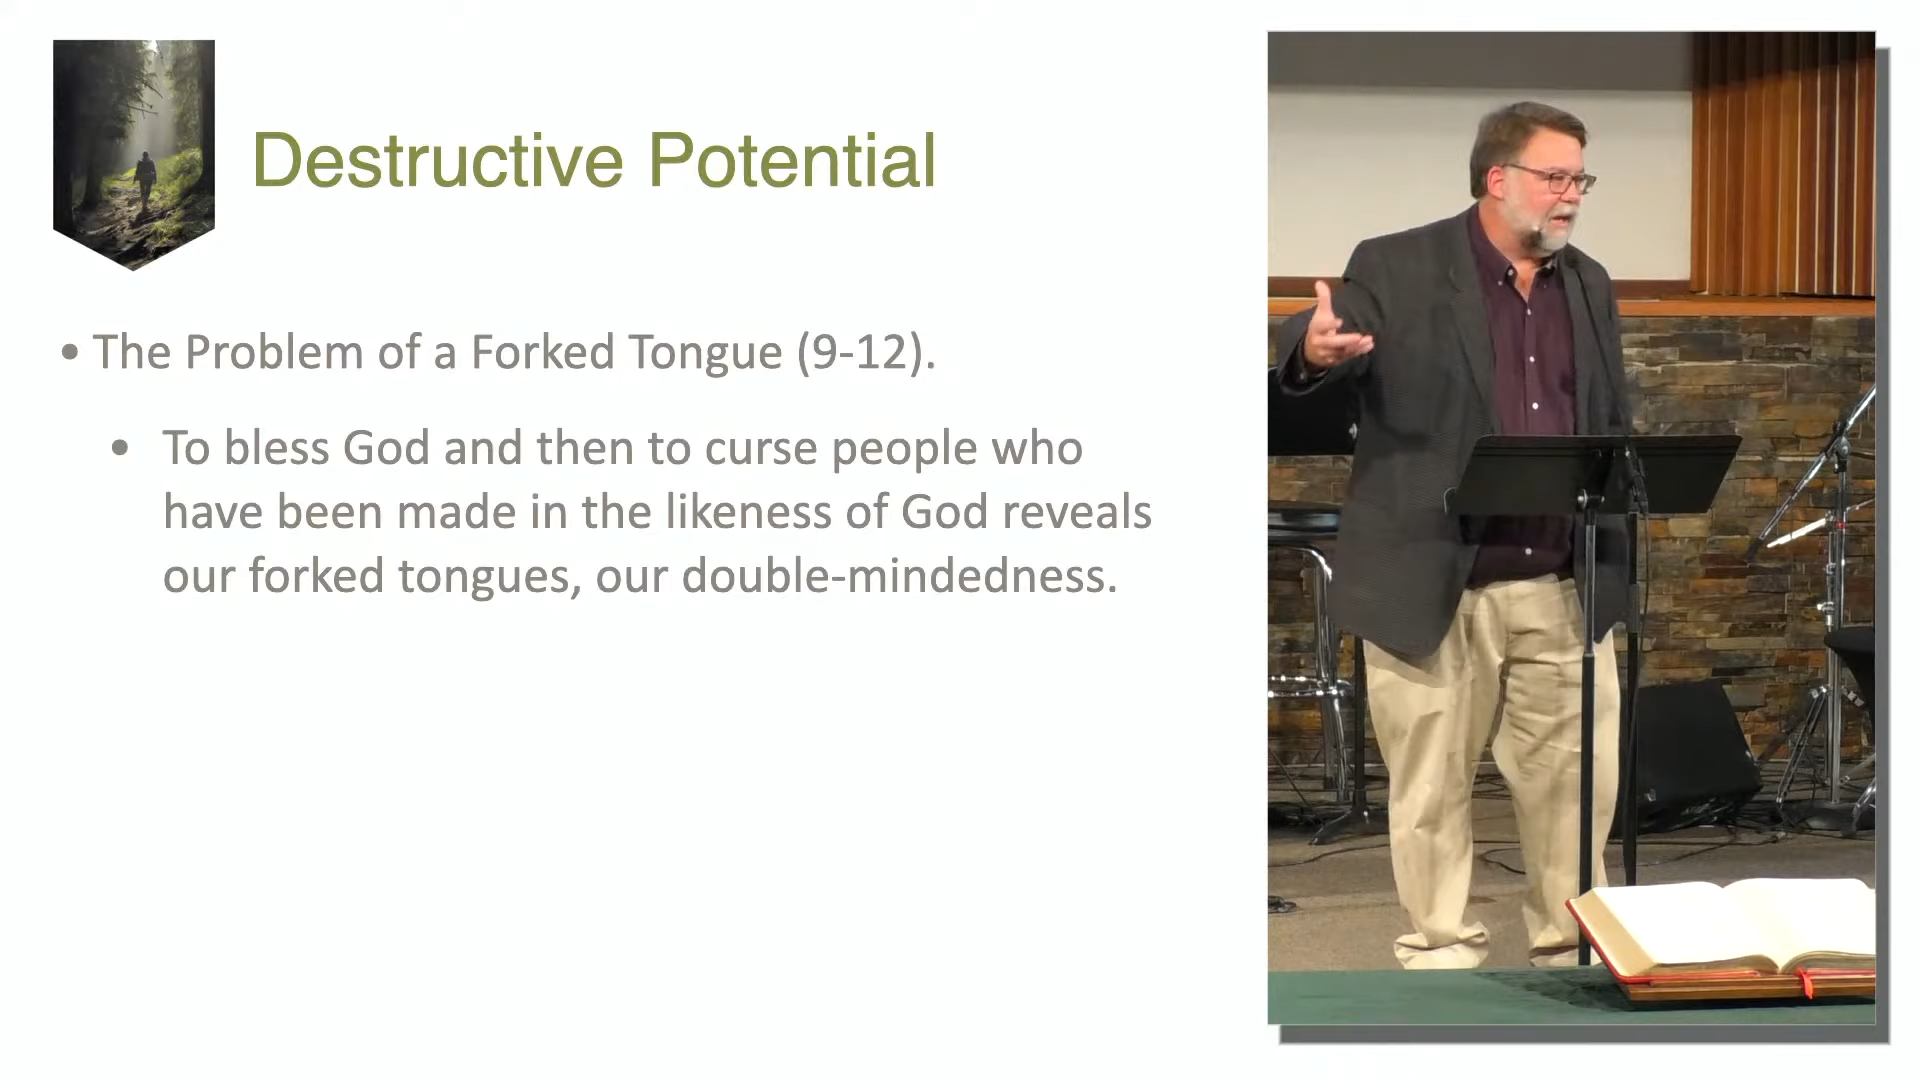 Destructive Potential
• The Problem of a Forked Tongue (9-12).
• To bless God and then to curse people who
have been made in the likeness of God reveals
our forked tongues, our double-mindedness.